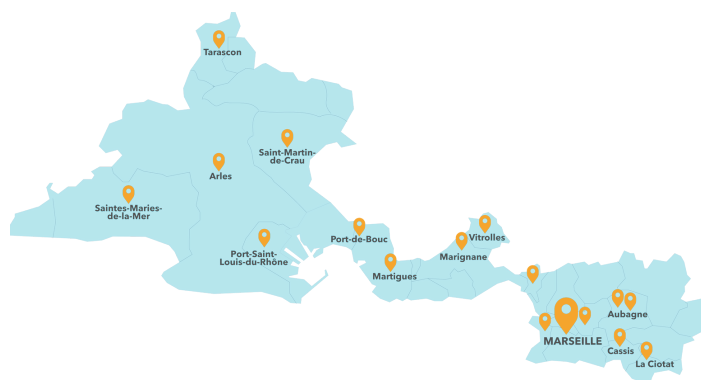 Tarascon
Saint-Martin-
de-Crau
Arles
Saintes-Maries-
de-la-Mer
Port-Saint-
Louis-du-Rhône
Port-de-Bouc
Vitrolles
Marignane
Martigues
Aubagne
MARSEILLE
Cassis
La Ciotat